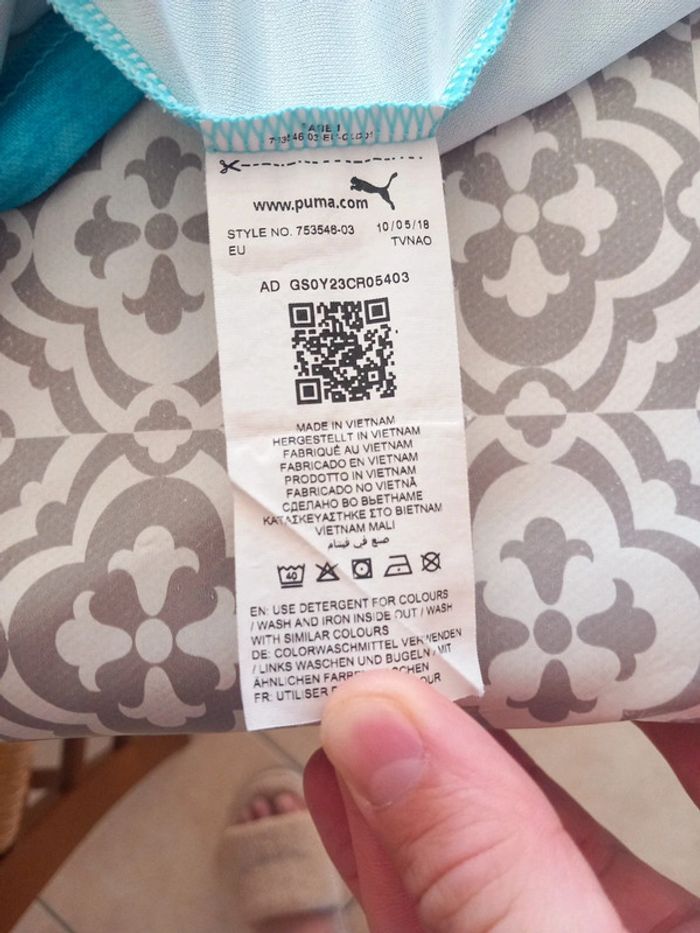 www.puma.com
STYLE NO. 753546-03 10/05/18
EU TVNAO
AD GS0Y23CR05403
MADE IN VIETNAM
HERGESTELLT IN VIETNAM
FABRIQUÉ AU VIETNAM
FABRICADO EN VIETNAM
PRODOTTO IN VIETNAM
FABRICADO NO VIETNÃ
СДЕЛАНО ВО ВЬЕТНАМЕ
ΚΑΤΑΣΚΕΥΑΣΤΗΚΕ ΣΤΟ ΒΙΕΤΝΑΜ
VIETNAM MALI
صنع في فيتنام
40
EN: USE DETERGENT FOR COLOURS
/ WASH AND IRON INSIDE OUT / WASH
WITH SIMILAR COLOURS
DE: COLORWASCHMITTEL VERWENDEN
/ LINKS WASCHEN UND BUGELN / MIT
ÄHNLICHEN
FR: UTILISER